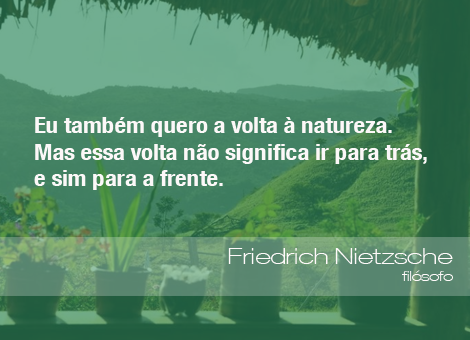 Eu também quero a volta à natureza.
Mas essa volta não significa ir para trás,
e sim para a frente.
Friedrich Nietzsche
filósofo